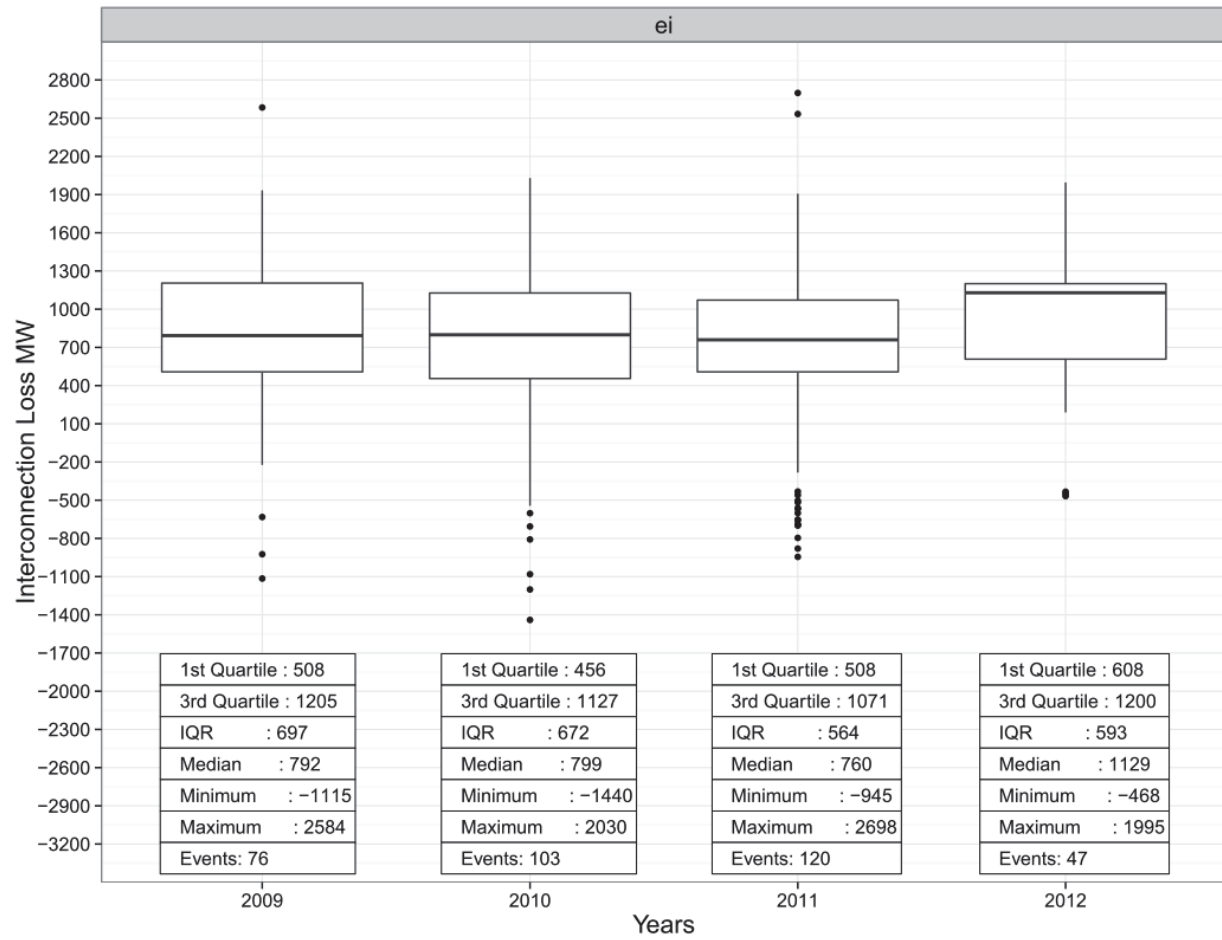 ei
Interconnection Loss MW
2800
2500
2200
1900
1600
1300
1000
700
400
100
−200
−500
−800
−1100
−1400
−1700
−2000
−2300
−2600
−2900
−3200
1st Quartile : 508
3rd Quartile : 1205
IQR : 697
Median : 792
Minimum : −1115
Maximum : 2584
Events: 76
1st Quartile : 456
3rd Quartile : 1127
IQR : 672
Median : 799
Minimum : −1440
Maximum : 2030
Events: 103
1st Quartile : 508
3rd Quartile : 1071
IQR : 564
Median : 760
Minimum : −945
Maximum : 2698
Events: 120
1st Quartile : 608
3rd Quartile : 1200
IQR : 593
Median : 1129
Minimum : −468
Maximum : 1995
Events: 47
2009
2010
2011
2012
Years